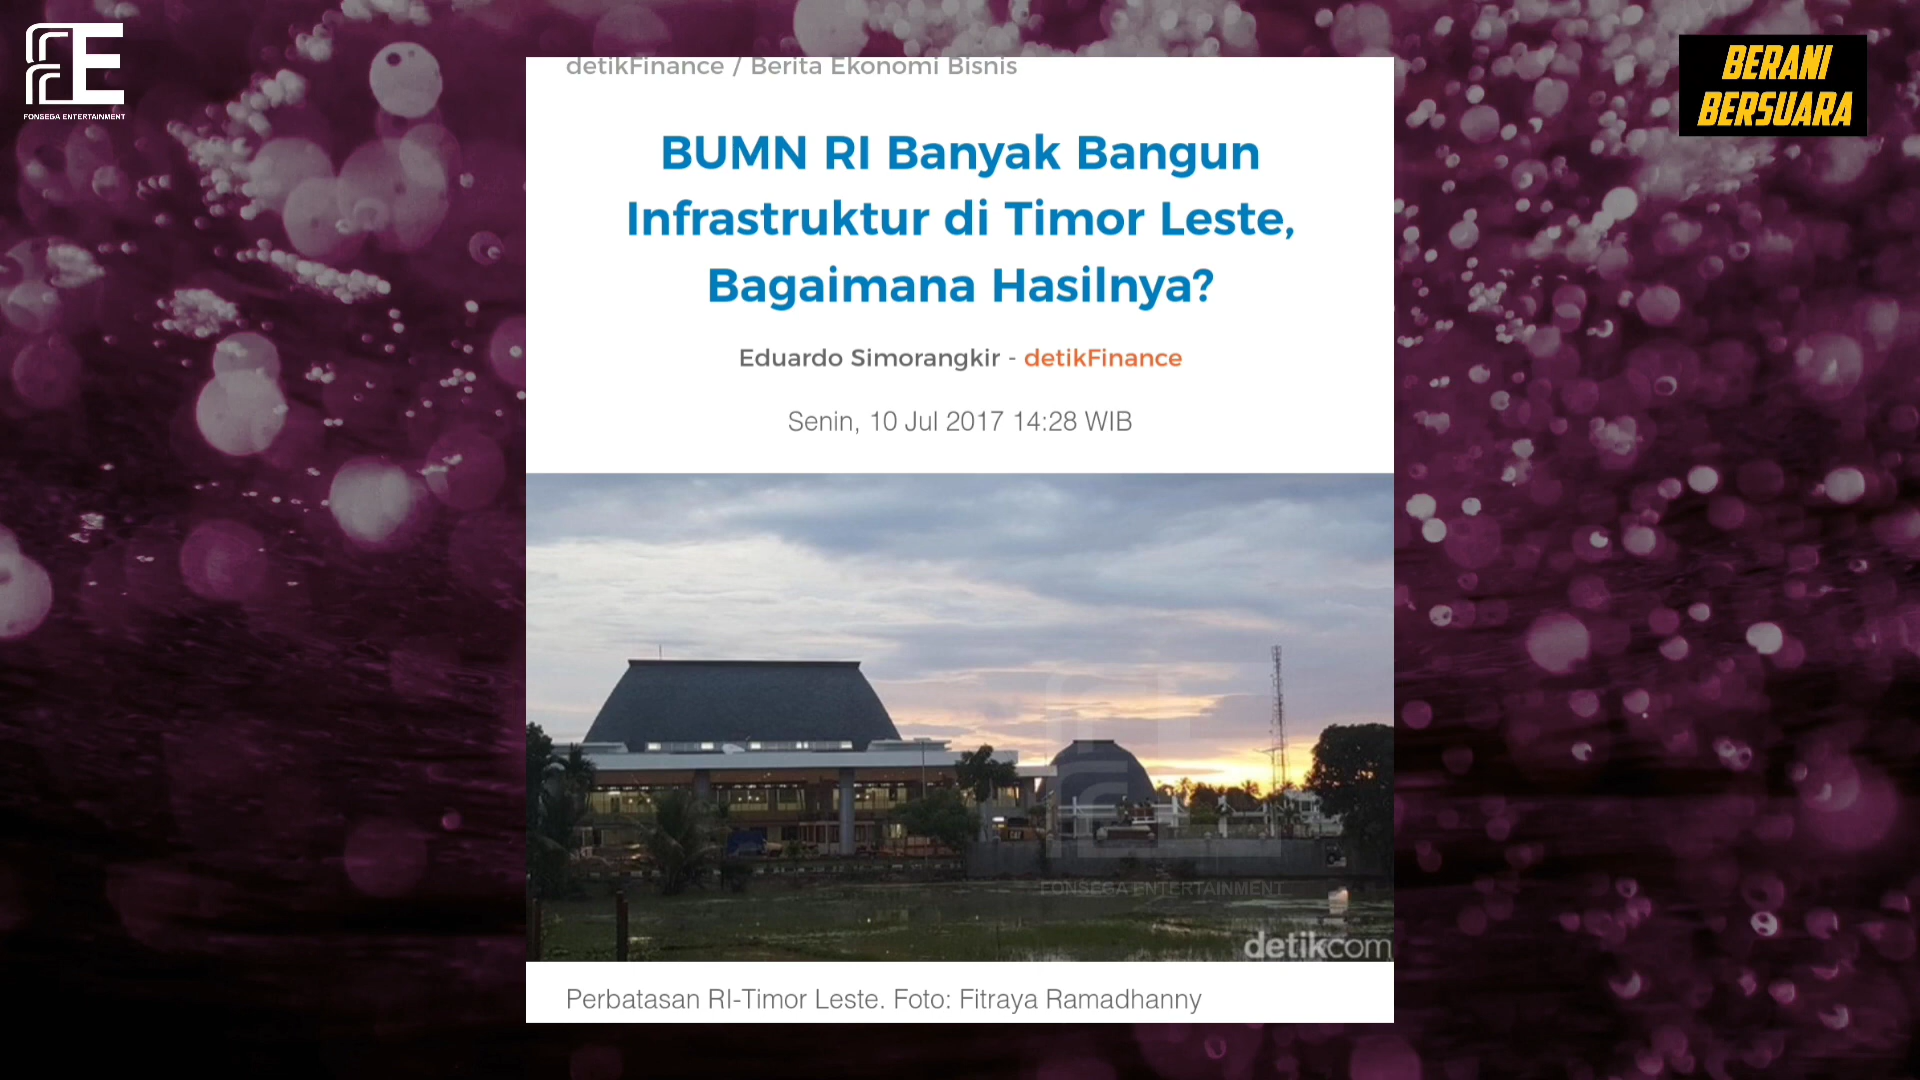 FONSEGA ENTERTAINMENT
BERANI
BERSUARA
detikFinance / Berita Ekonomi Bisnis
BUMN RI Banyak Bangun
Infrastruktur di Timor Leste,
Bagaimana Hasilnya?
Eduardo Simorangkir - detikFinance
Senin, 10 Jul 2017 14:28 WIB
FONSEGA ENTERTAINMENT
detikcom
Perbatasan RI-Timor Leste. Foto: Fitraya Ramadhanny